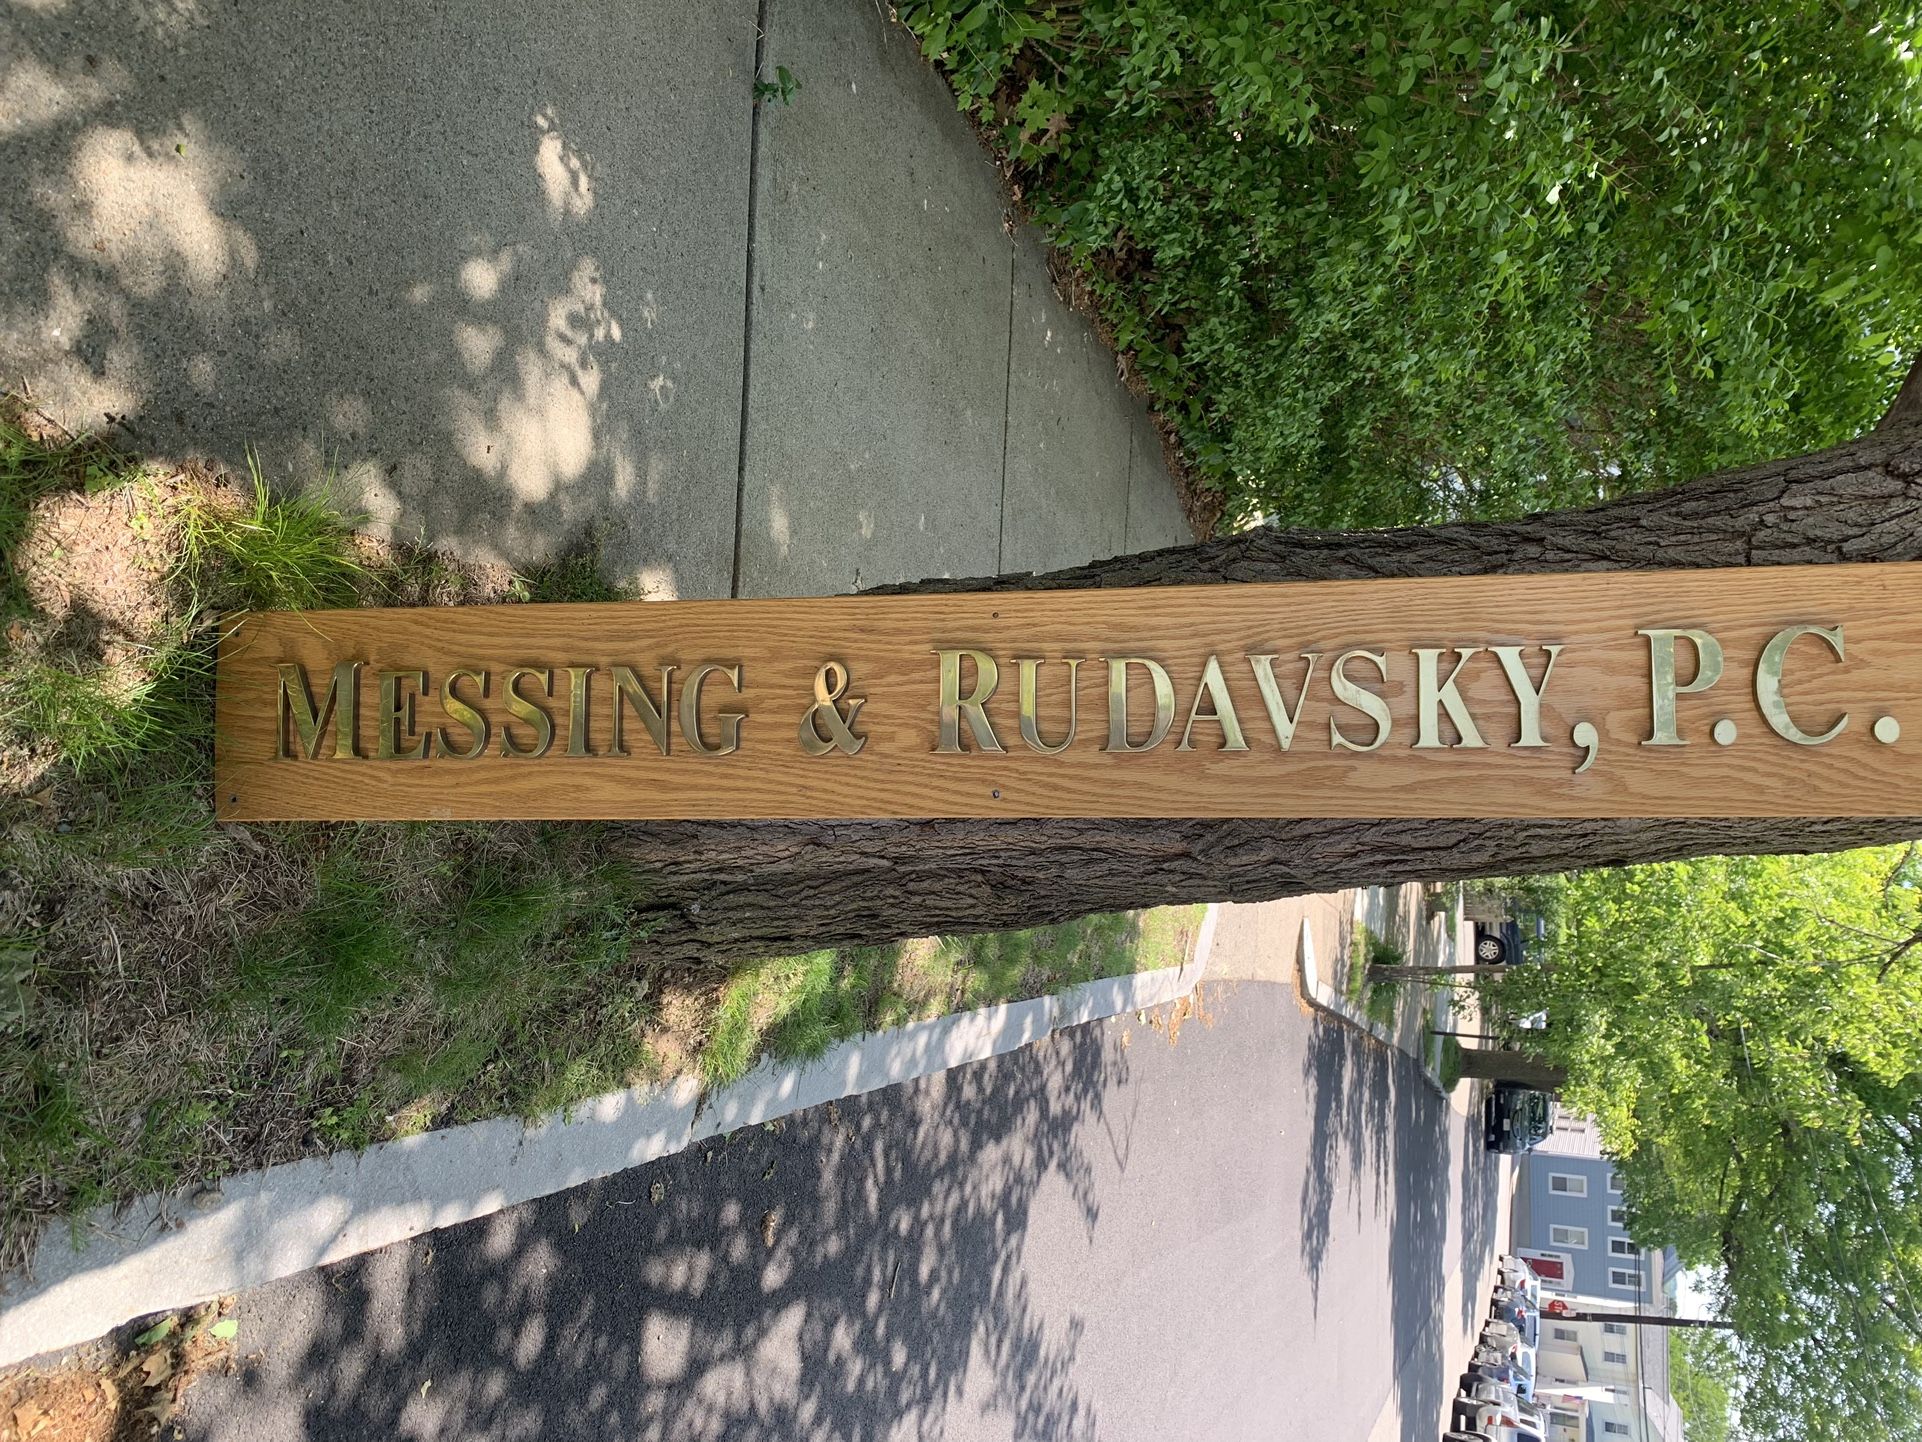 MESSING & RUDAVSKY, P.C.